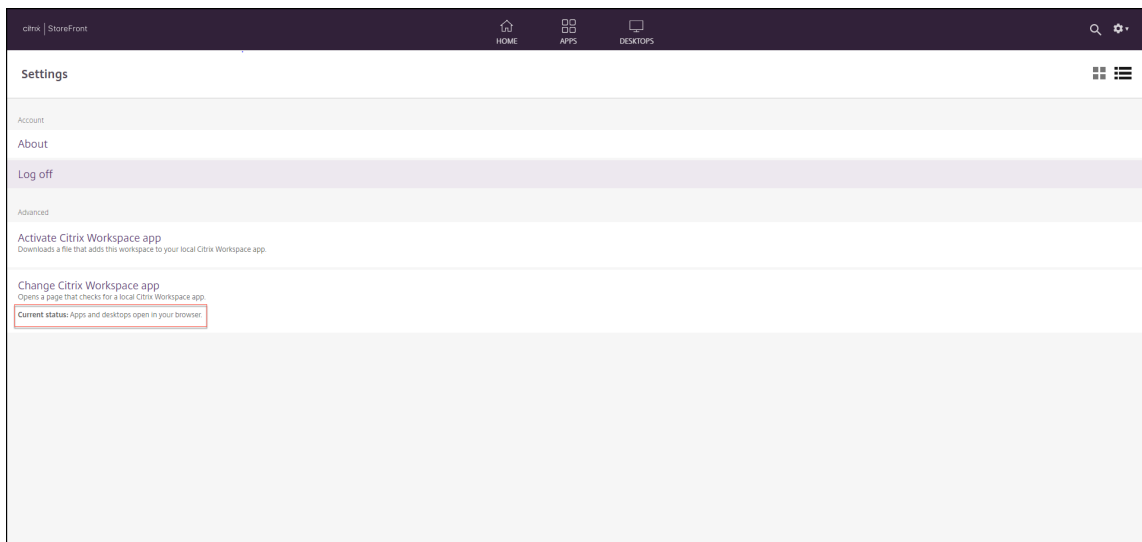 citrix | StoreFront
HOME
APPS
DESKTOPS
Settings
Account
About
Log off
Advanced
Activate Citrix Workspace app
Downloads a file that adds this workspace to your local Citrix Workspace app.
Change Citrix Workspace app
Opens a page that checks for a local Citrix Workspace app.
Current status: Apps and desktops open in your browser.